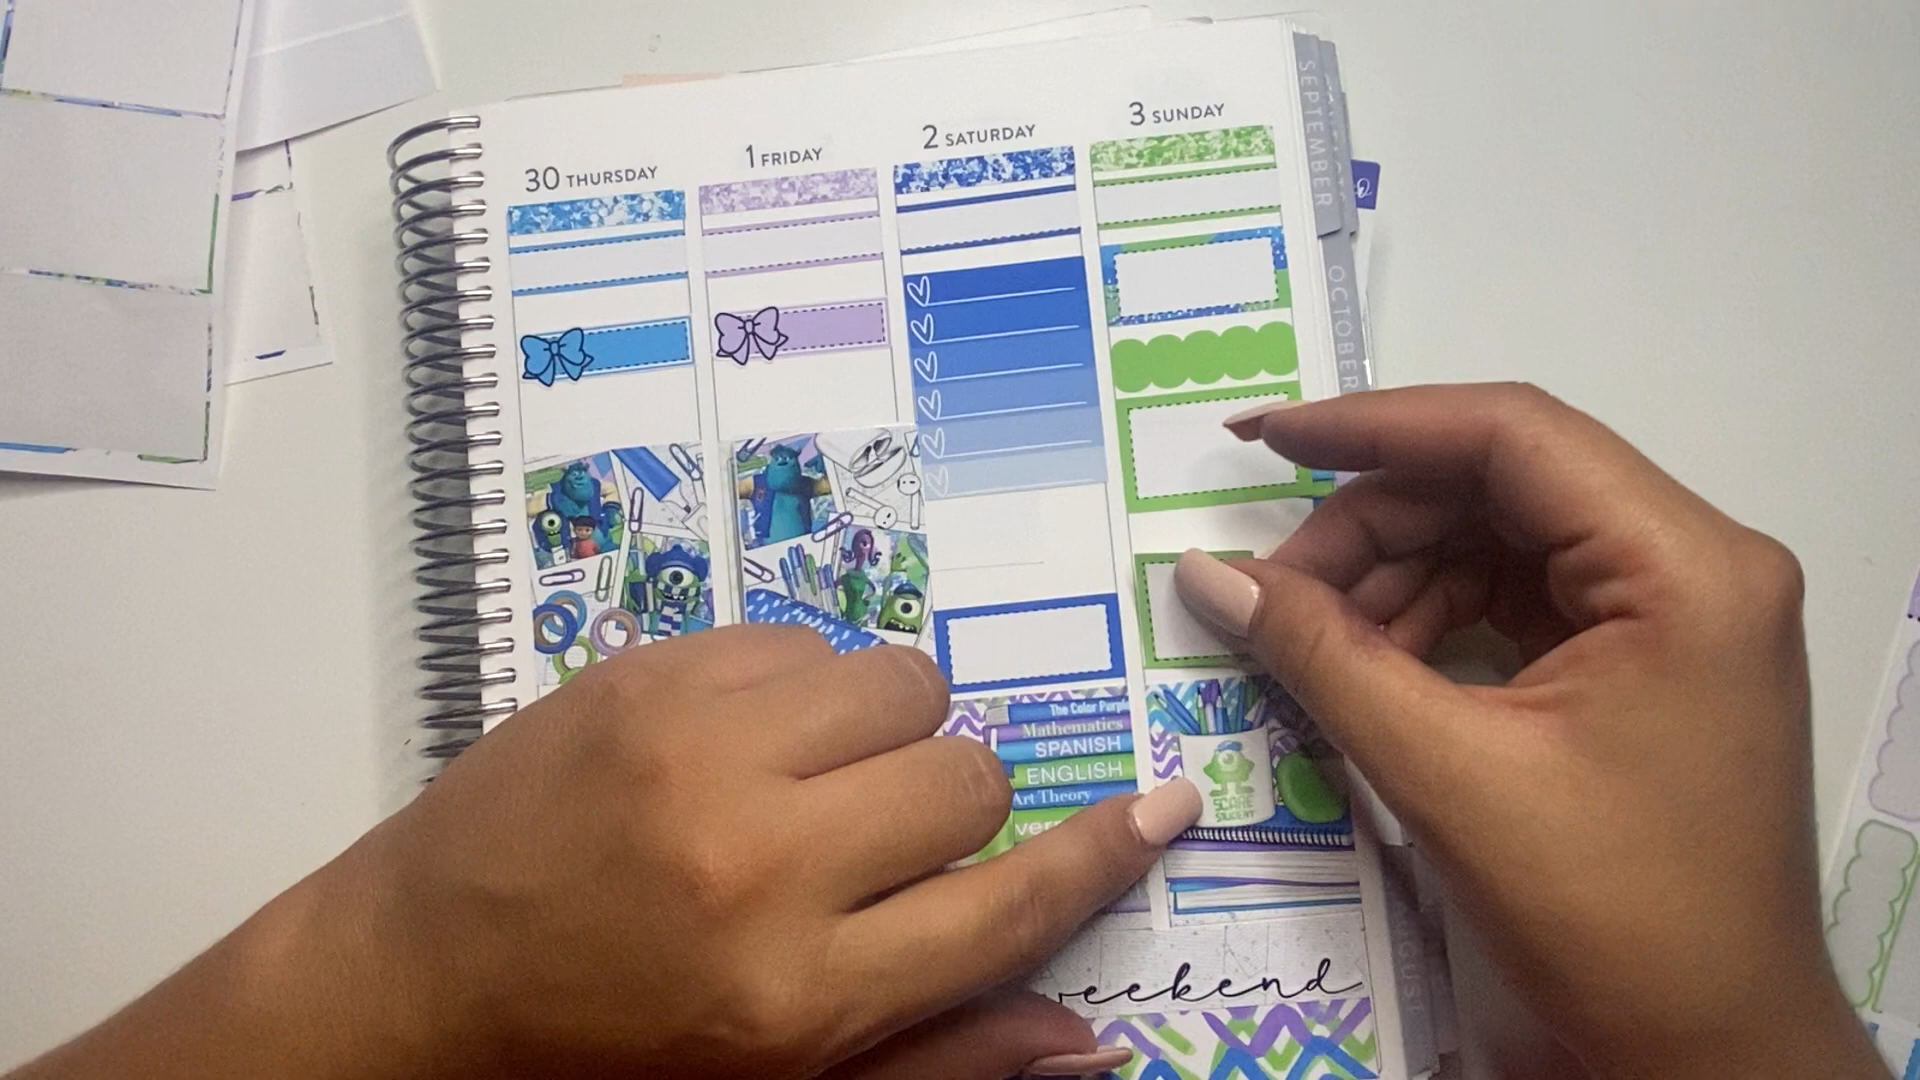 30 THURSDAY
1 FRIDAY
2 SATURDAY
3 SUNDAY
SEPTEMBER
OCTOBER
The Color Purple
Mathematics
SPANISH
ENGLISH
Art Theory
SCARE
STUDENT
weekend